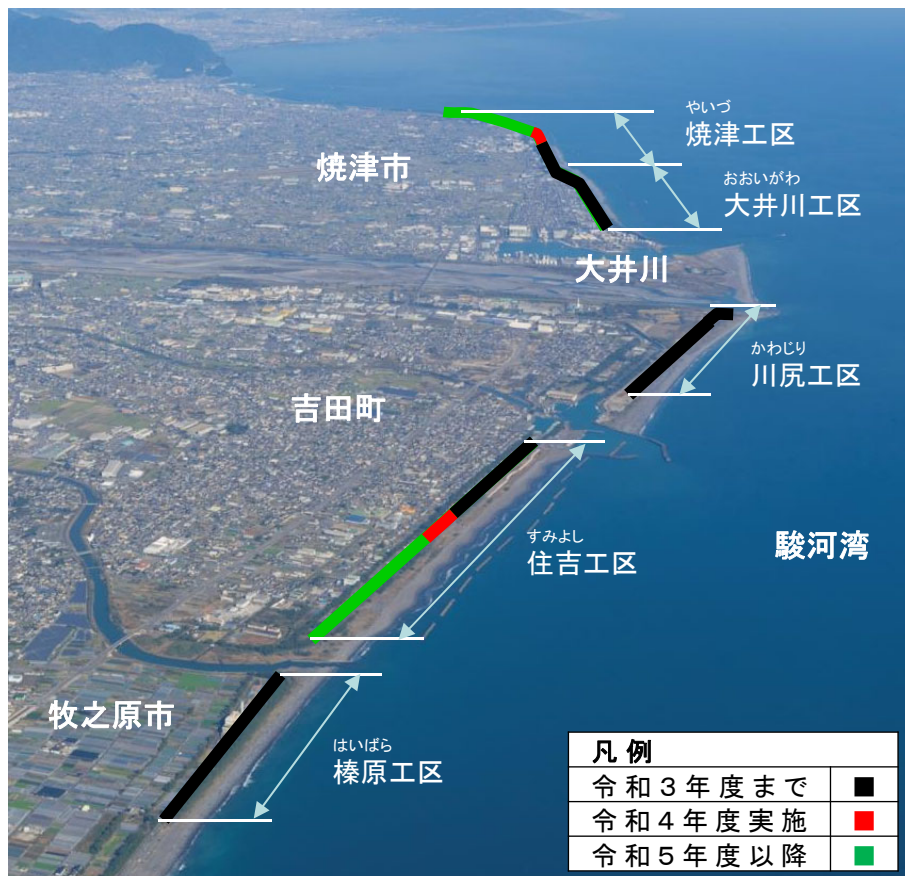 やいづ
焼津工区
焼津市
おおいがわ
大井川工区
大井川
かわじり
川尻工区
吉田町
すみよし
住吉工区
駿河湾
牧之原市
はいばら
榛原工区
凡例
令和3年度まで
令和4年度実施
令和5年度以降